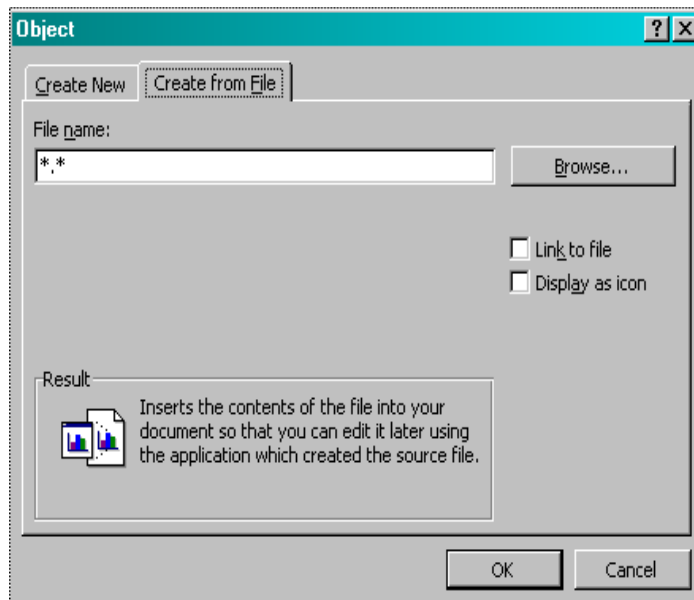 Object
Create New
Create from File
File name:
*.*
Browse...
Link to file
Display as icon
Result
Inserts the contents of the file into your
document so that you can edit it later using
the application which created the source file.
OK
Cancel